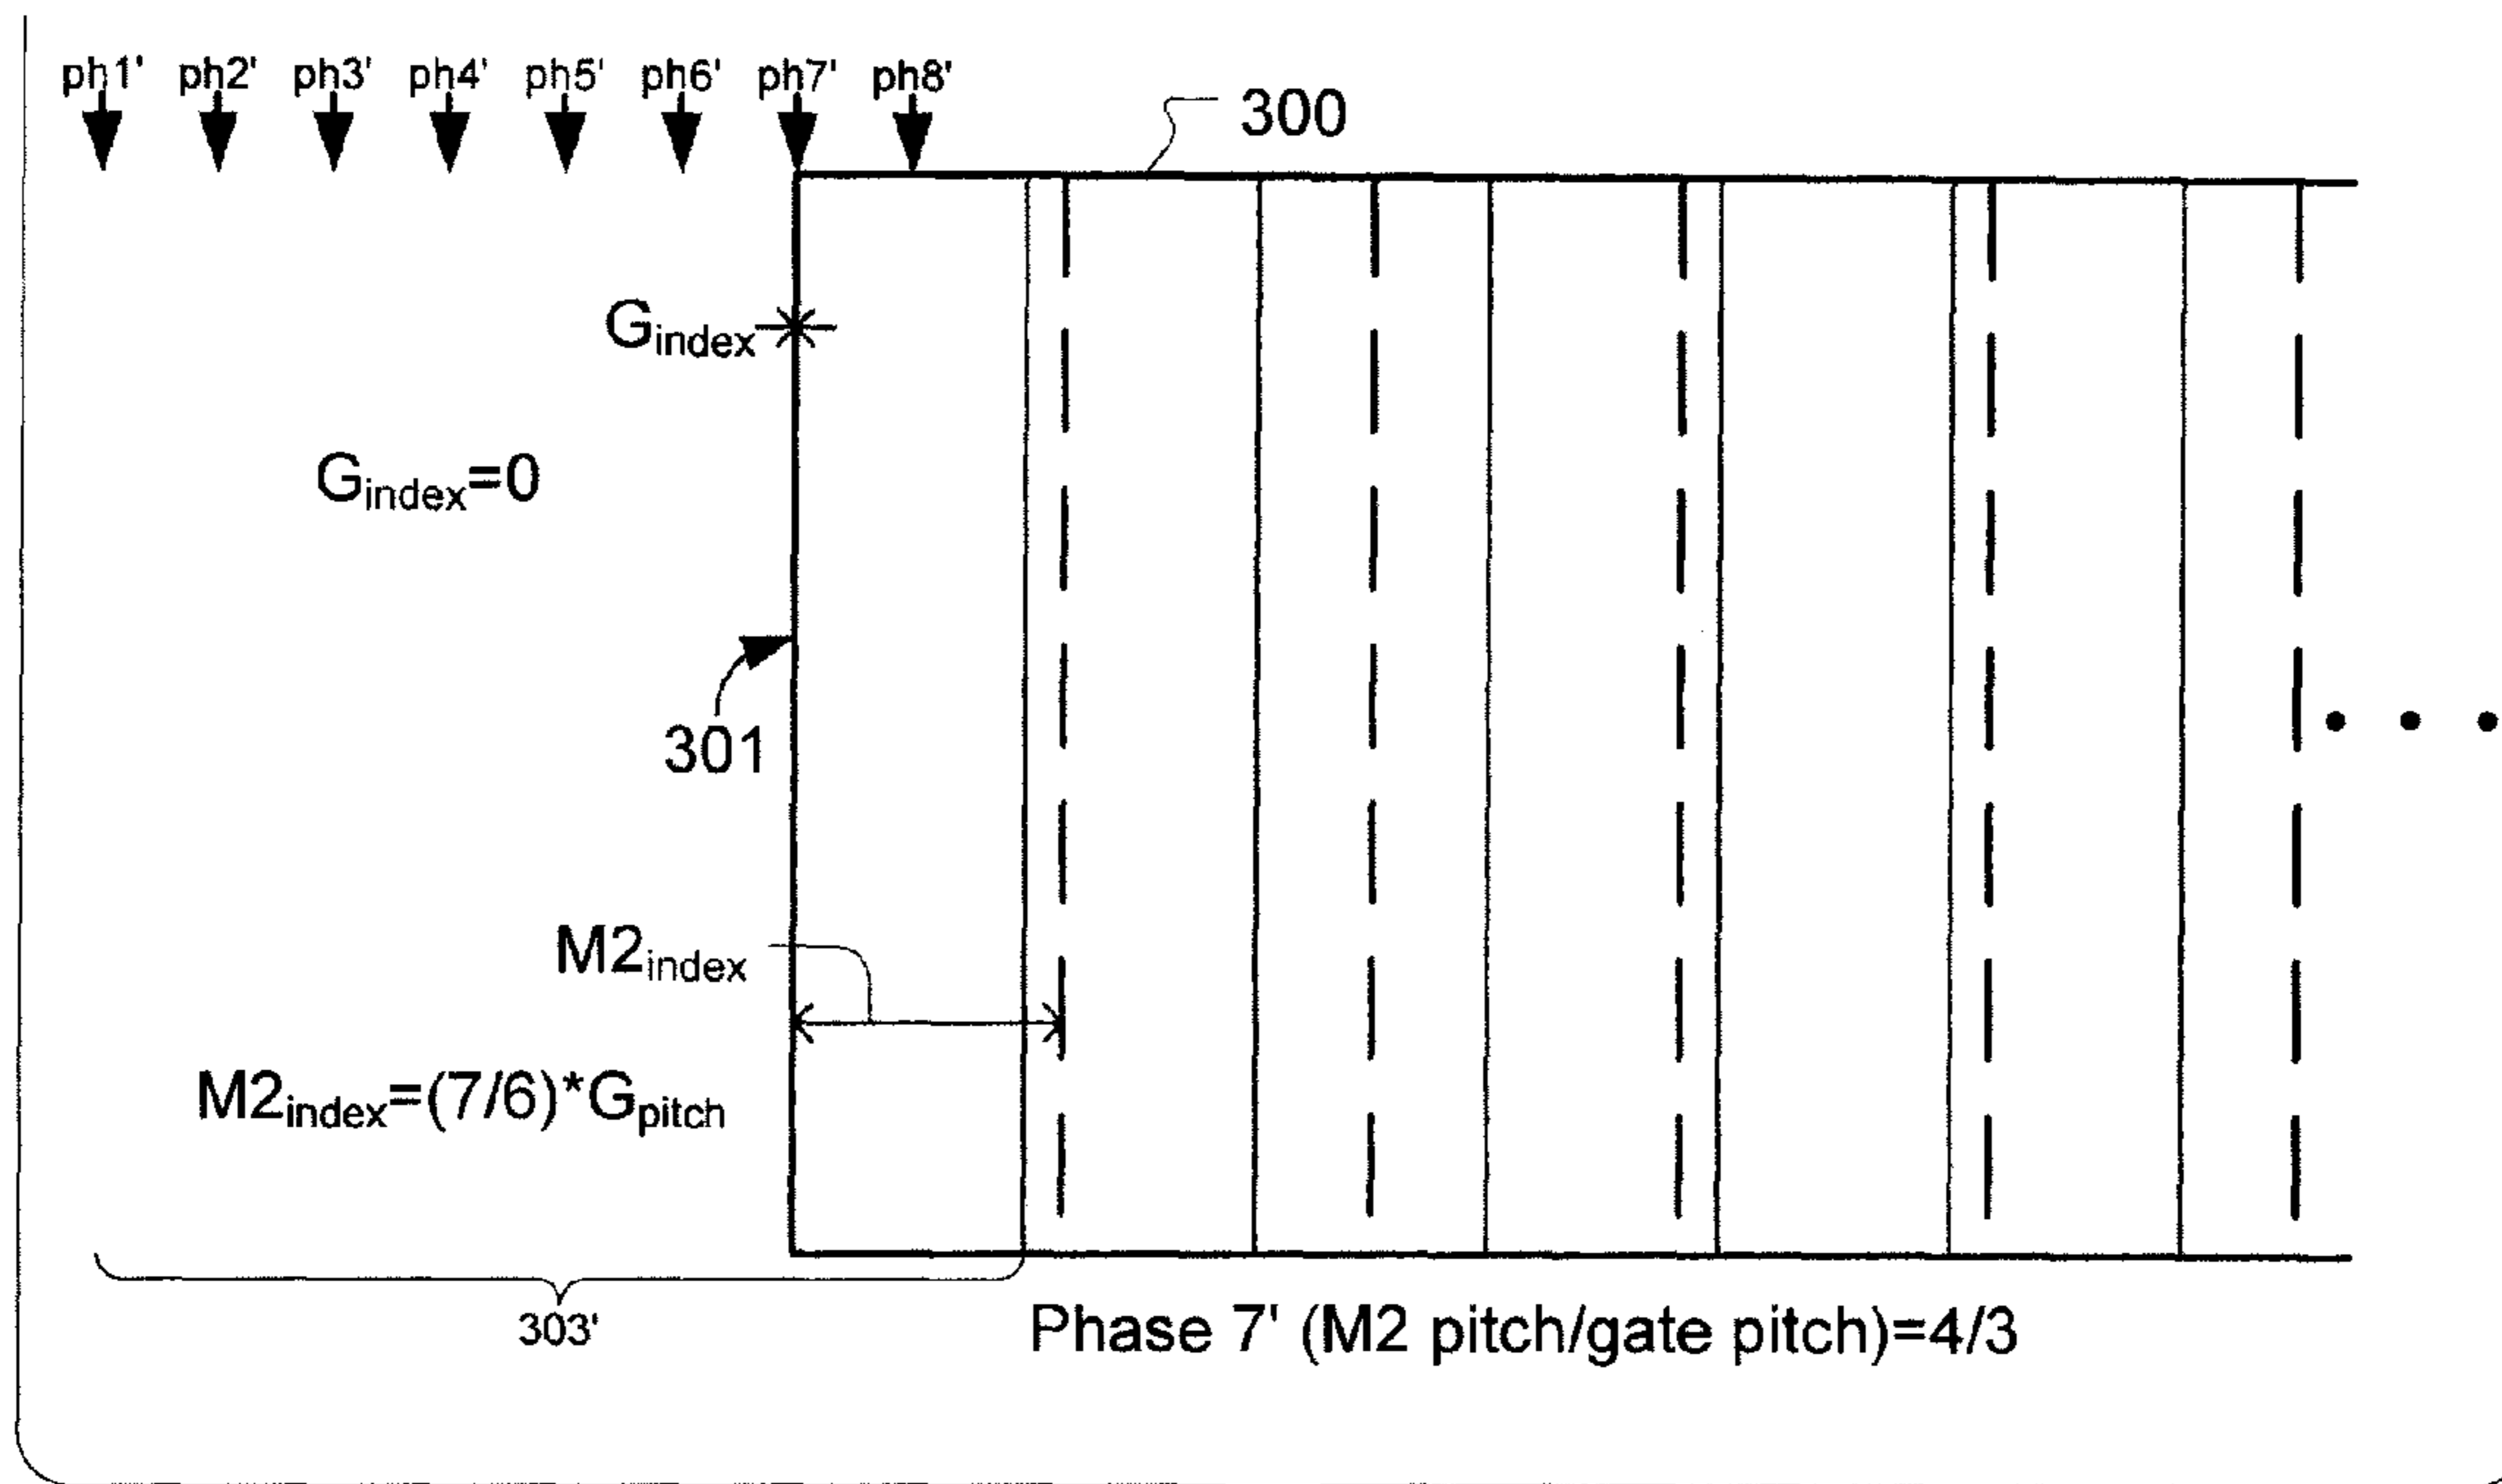 ph1' ph2' ph3' ph4' ph5' ph6' ph7' ph8'
300
Gindex
Gindex=0
301
M2index
M2index=(7/6)*Gpitch
303'
Phase 7' (M2 pitch/gate pitch)=4/3